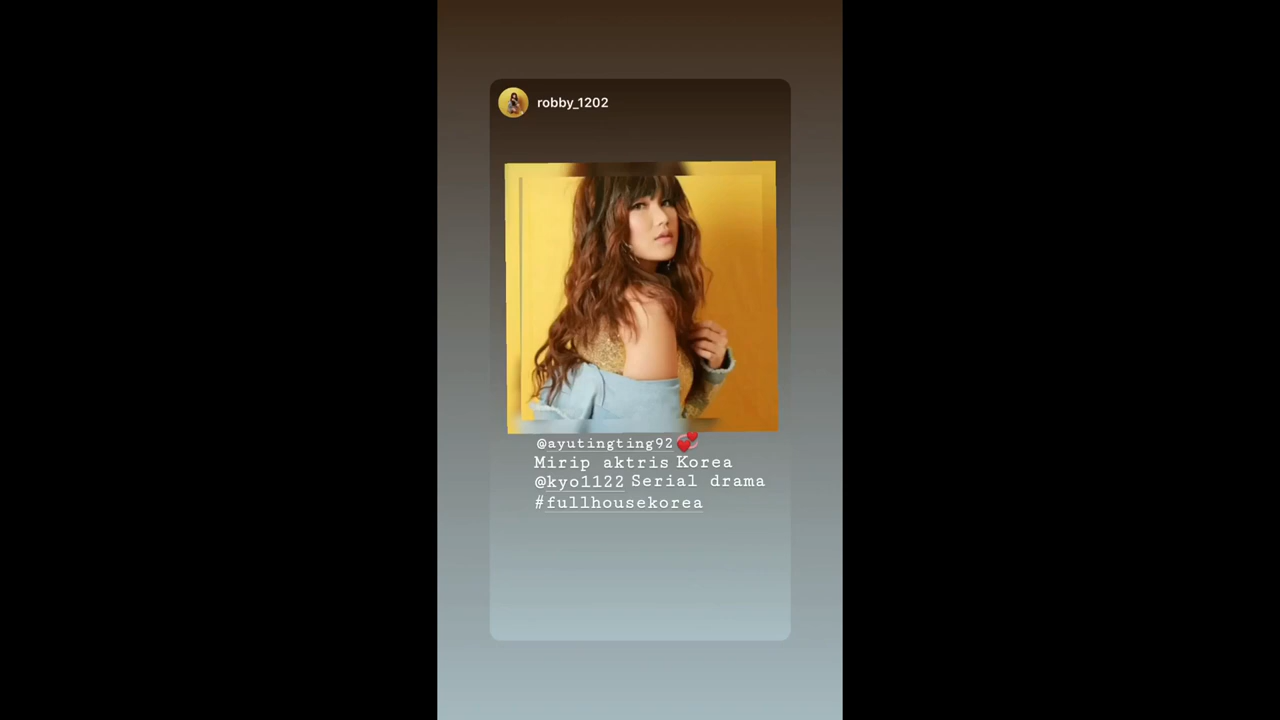 robby_1202
@ayutingting92💞
Mirip aktris Korea
@kyo1122 Serial drama
#fullhousekorea